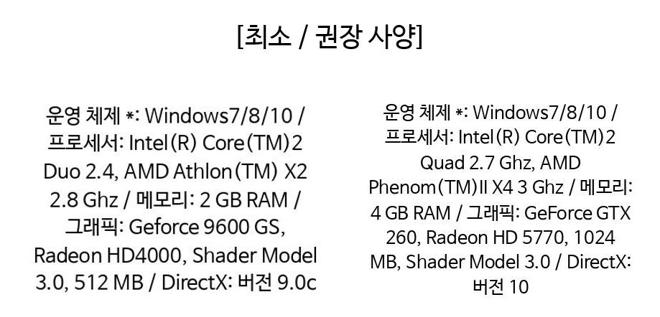 [최소 / 권장 사양]
운영 체제 *: Windows7/8/10 /
프로세서: Intel(R) Core(TM)2
Duo 2.4, AMD Athlon(TM) X2
2.8 Ghz / 메모리: 2 GB RAM /
그래픽: Geforce 9600 GS,
Radeon HD4000, Shader Model
3.0, 512 MB / DirectX: 버전 9.0c
운영 체제 *: Windows7/8/10 /
프로세서: Intel(R) Core(TM)2
Quad 2.7 Ghz, AMD
Phenom(TM)II X4 3 Ghz / 메모리:
4 GB RAM / 그래픽: GeForce GTX
260, Radeon HD 5770, 1024
MB, Shader Model 3.0 / DirectX:
버전 10